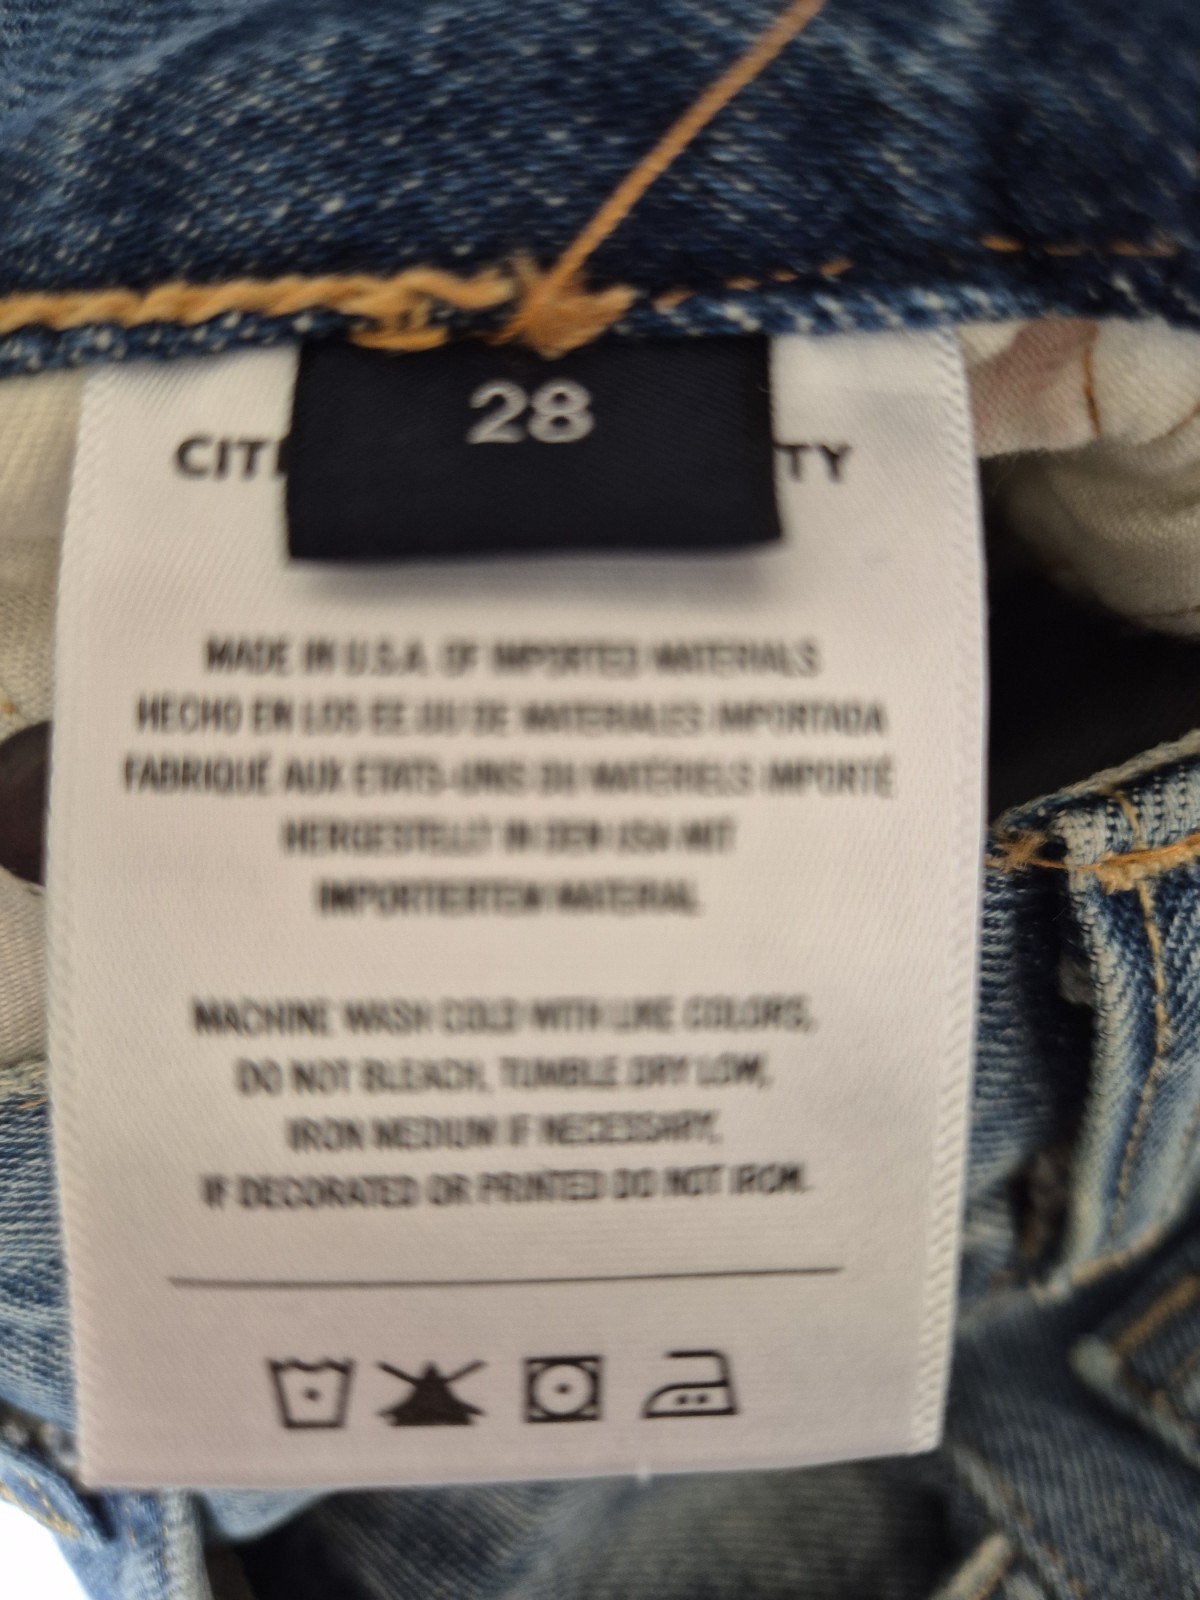 28
CITI TY
MADE IN U.S.A. OF IMPORTED MATERIALS
HECHO EN LOS EE.UU DE MATERIALES IMPORTADA
FABRIQUÉ AUX ETATS-UNIS DU MATÉRIELS IMPORTÉ
HERGESTELLT IN DEN USA MIT
IMPORTIERTEM MATERIAL
MACHINE WASH COLD WITH LIKE COLORS,
DO NOT BLEACH, TUMBLE DRY LOW,
IRON MEDIUM IF NECESSARY,
IF DECORATED OR PRINTED DO NOT IRON.